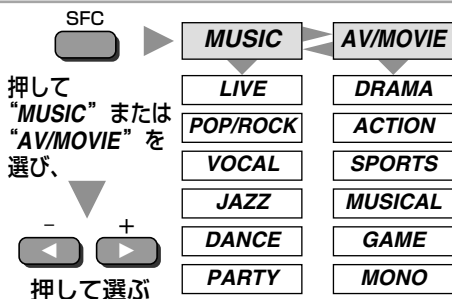 SFC
押して
“MUSIC” または
“AV/MOVIE” を
選び、
－ ＋
押して選ぶ
MUSIC
LIVE
POP/ROCK
VOCAL
JAZZ
DANCE
PARTY
AV/MOVIE
DRAMA
ACTION
SPORTS
MUSICAL
GAME
MONO